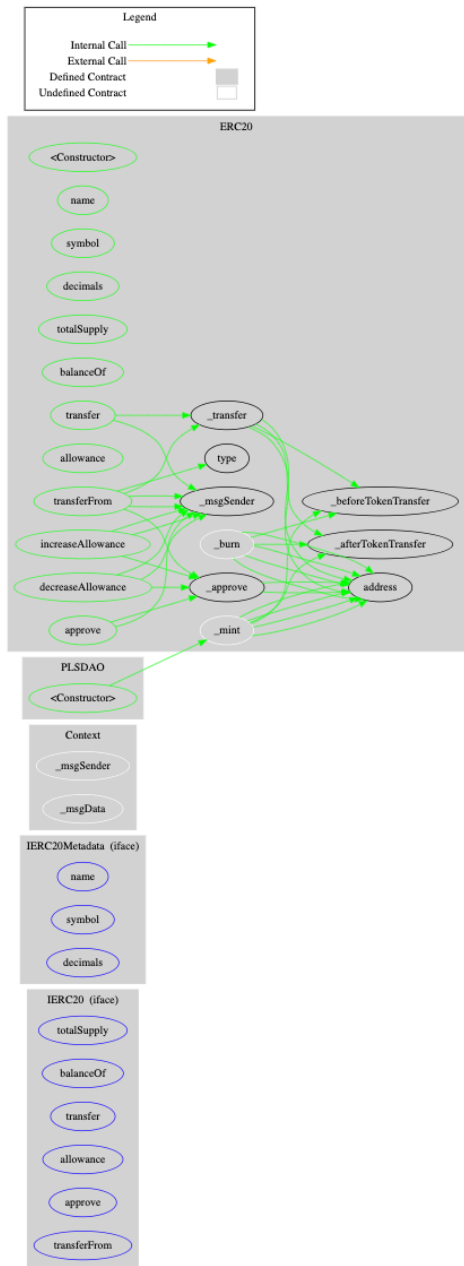 Legend
Internal Call
External Call
Defined Contract
Undefined Contract
ERC20
<Constructor>
name
symbol
decimals
totalSupply
balanceOf
transfer
_transfer
allowance
type
transferFrom
_msgSender
_beforeTokenTransfer
increaseAllowance
_burn
_afterTokenTransfer
decreaseAllowance
_approve
address
approve
_mint
PLSDAO
<Constructor>
Context
_msgSender
_msgData
IERC20Metadata (iface)
name
symbol
decimals
IERC20 (iface)
totalSupply
balanceOf
transfer
allowance
approve
transferFrom